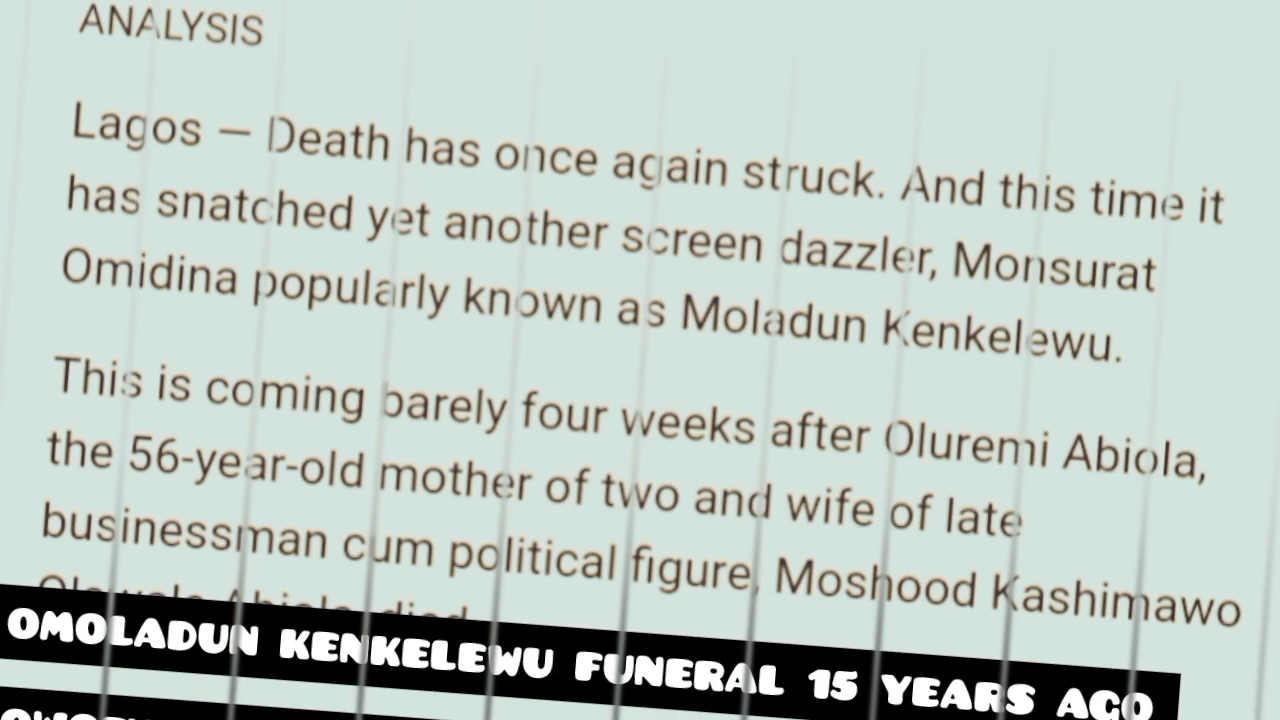 ANALYSIS
Lagos — Death has once again struck. And this time it
has snatched yet another screen dazzler, Monsurat
Omidina popularly known as Moladun Kenkelewu.
This is coming barely four weeks after Oluremi Abiola,
the 56-year-old mother of two and wife of late
businessman cum political figure, Moshood Kashimawo
Abiola died
OMOLADUN KENKELEWU FUNERAL 15 YEARS AGO